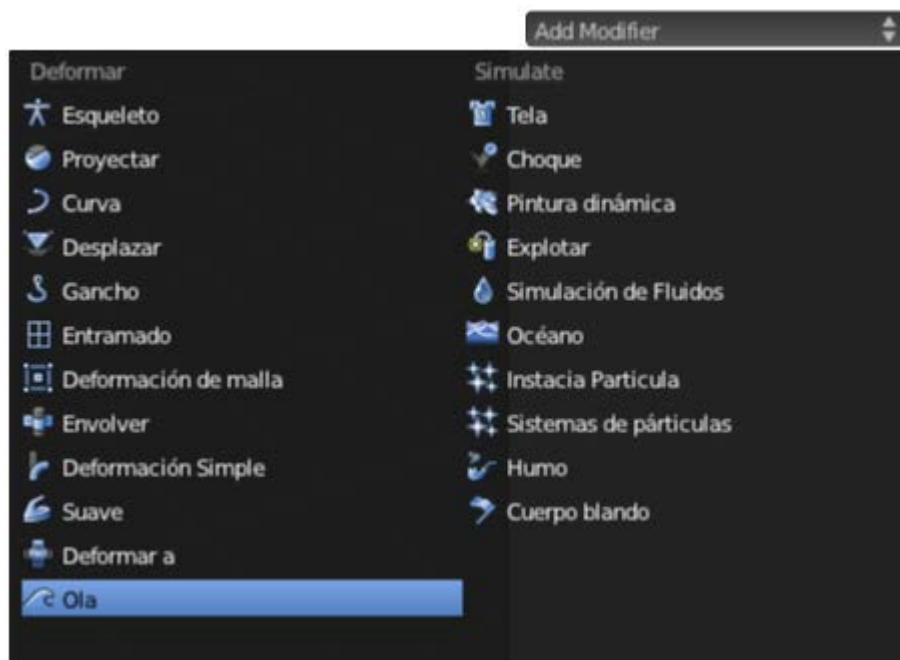 Add Modifier
Deformar
Esqueleto
Proyectar
Curva
Desplazar
Gancho
Entramado
Deformación de malla
Envolver
Deformación Simple
Suave
Deformar a
Ola
Simulate
Tela
Choque
Pintura dinámica
Explotar
Simulación de Fluidos
Océano
Instacia Particula
Sistemas de párticulas
Humo
Cuerpo blando